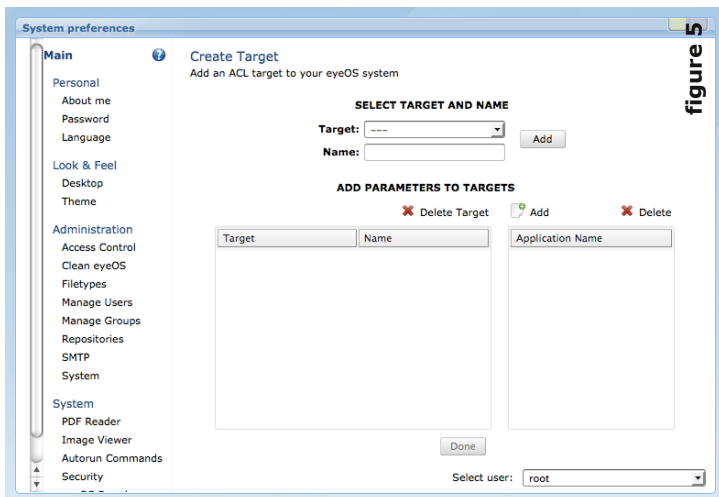 System preferences
figure 5
Main
Personal
About me
Password
Language
Look & Feel
Desktop
Theme
Administration
Access Control
Clean eyeOS
Filetypes
Manage Users
Manage Groups
Repositories
SMTP
System
System
PDF Reader
Image Viewer
Autorun Commands
Security
Create Target
Add an ACL target to your eyeOS system
SELECT TARGET AND NAME
Target: ---
Add
Name:
ADD PARAMETERS TO TARGETS
Delete Target Add Delete
Target Name Application Name
Done
Select user: root